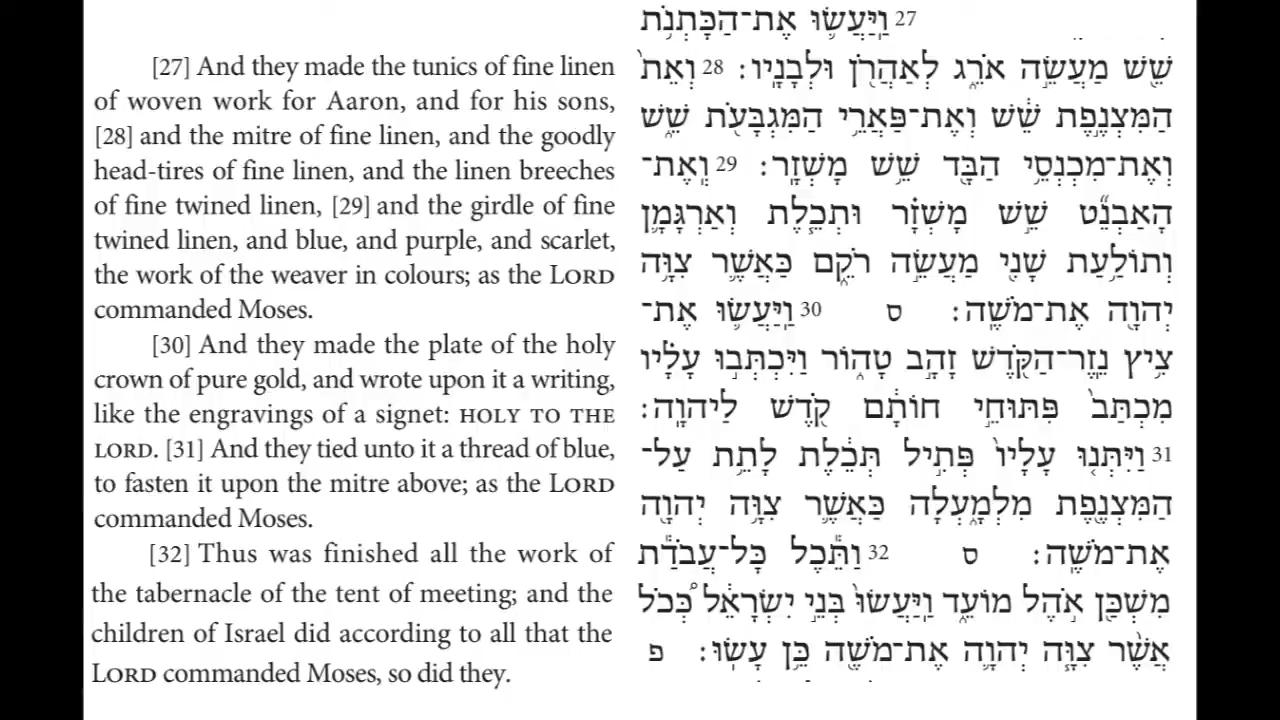 [27] And they made the tunics of fine linen
of woven work for Aaron, and for his sons,
[28] and the mitre of fine linen, and the goodly
head-tires of fine linen, and the linen breeches
of fine twined linen, [29] and the girdle of fine
twined linen, and blue, and purple, and scarlet,
the work of the weaver in colours; as the LORD
commanded Moses.
[30] And they made the plate of the holy
crown of pure gold, and wrote upon it a writing,
like the engravings of a signet: HOLY TO THE
LORD. [31] And they tied unto it a thread of blue,
to fasten it upon the mitre above; as the LORD
commanded Moses.
[32] Thus was finished all the work of
the tabernacle of the tent of meeting; and the
children of Israel did according to all that the
LORD commanded Moses, so did they.
27 וַֽיַּעֲשׂ֛וּ אֶת־הַכָּתְנֹ֥ת
שֵׁ֖שׁ מַעֲשֵׂ֣ה אֹרֵ֑ג לְאַהֲרֹ֖ן וּלְבָנָֽיו׃ 28 וְאֵת֙
הַמִּצְנֶ֣פֶת שֵׁ֔שׁ וְאֶת־פַּאֲרֵ֥י הַמִּגְבָּעֹ֖ת שֵׁ֑שׁ
וְאֶת־מִכְנְסֵ֥י הַבָּ֖ד שֵׁ֥שׁ מָשְׁזָֽר׃ 29 וְֽאֶת־
הָאַבְנֵ֞ט שֵׁ֣שׁ מָשְׁזָ֗ר וּתְכֵ֧לֶת וְאַרְגָּמָ֛ן
וְתוֹלַ֥עַת שָׁנִ֖י מַעֲשֵׂ֣ה רֹקֵ֑ם כַּאֲשֶׁ֛ר צִוָּ֥ה
יְהוָ֖ה אֶת־מֹשֶֽׁה׃ ס 30 וַֽיַּעֲשׂ֛וּ אֶת־
צִ֥יץ נֵֽזֶר־הַקֹּ֖דֶשׁ זָהָ֣ב טָה֑וֹר וַיִּכְתְּב֣וּ עָלָ֗יו
מִכְתַּב֙ פִּתּוּחֵ֣י חוֹתָ֔ם קֹ֖דֶשׁ לַיהוָֽה׃
31 וַיִּתְּנ֤וּ עָלָיו֙ פְּתִ֣יל תְּכֵ֔לֶת לָתֵ֥ת עַל־
הַמִּצְנֶ֖פֶת מִלְמָ֑עְלָה כַּאֲשֶׁ֛ר צִוָּ֥ה יְהוָ֖ה
אֶת־מֹשֶֽׁה׃ ס 32 וַתֵּ֕כֶל כָּל־עֲבֹדַ֕ת
מִשְׁכַּ֖ן אֹ֣הֶל מוֹעֵ֑ד וַֽיַּעֲשׂוּ֙ בְּנֵ֣י יִשְׂרָאֵ֔ל כְּ֠כֹל
אֲשֶׁ֨ר צִוָּ֧ה יְהוָ֛ה אֶת־מֹשֶׁ֖ה כֵּ֥ן עָשֽׂוּ׃ פ